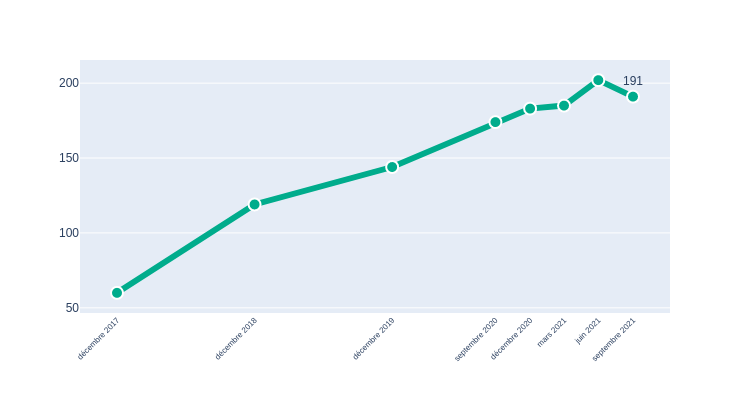 200
191
150
100
50
décembre 2017
décembre 2018
décembre 2019
septembre 2020
décembre 2020
mars 2021
juin 2021
septembre 2021